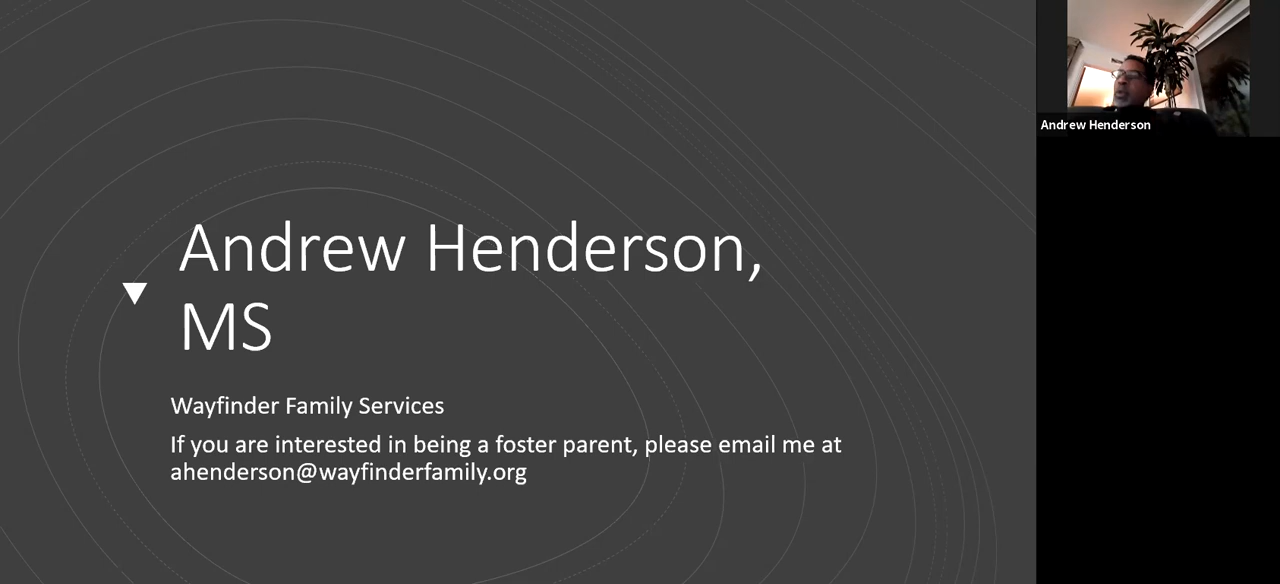 Andrew Henderson,
MS
Wayfinder Family Services
If you are interested in being a foster parent, please email me at
ahenderson@wayfinderfamily.org
Andrew Henderson